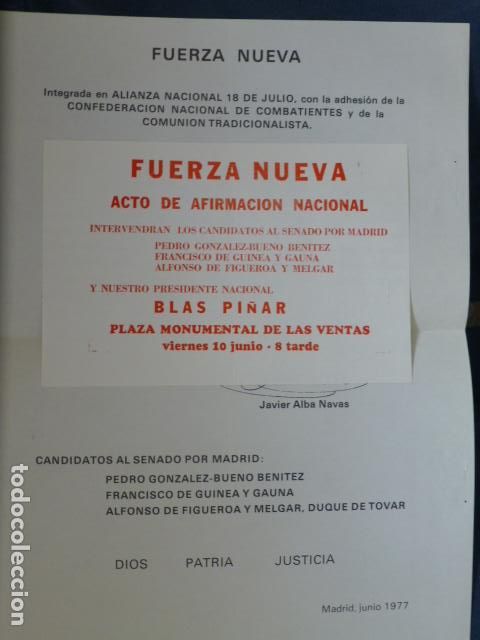 FUERZA NUEVA
Integrada en ALIANZA NACIONAL 18 DE JULIO, con la adhesión de la
CONFEDERACION NACIONAL DE COMBATIENTES y de la
COMUNION TRADICIONALISTA.
FUERZA NUEVA
ACTO DE AFIRMACION NACIONAL
INTERVENDRAN LOS CANDIDATOS AL SENADO POR MADRID
PEDRO GONZALEZ-BUENO BENITEZ
FRANCISCO DE GUINEA Y GAUNA
ALFONSO DE FIGUEROA Y MELGAR
Y NUESTRO PRESIDENTE NACIONAL
BLAS PIÑAR
PLAZA MONUMENTAL DE LAS VENTAS
viernes 10 junio - 8 tarde
Javier Alba Navas
CANDIDATOS AL SENADO POR MADRID:
PEDRO GONZALEZ-BUENO BENITEZ
FRANCISCO DE GUINEA Y GAUNA
ALFONSO DE FIGUEROA Y MELGAR, DUQUE DE TOVAR
DIOS PATRIA JUSTICIA
Madrid, junio 1977
todocoleccion.net